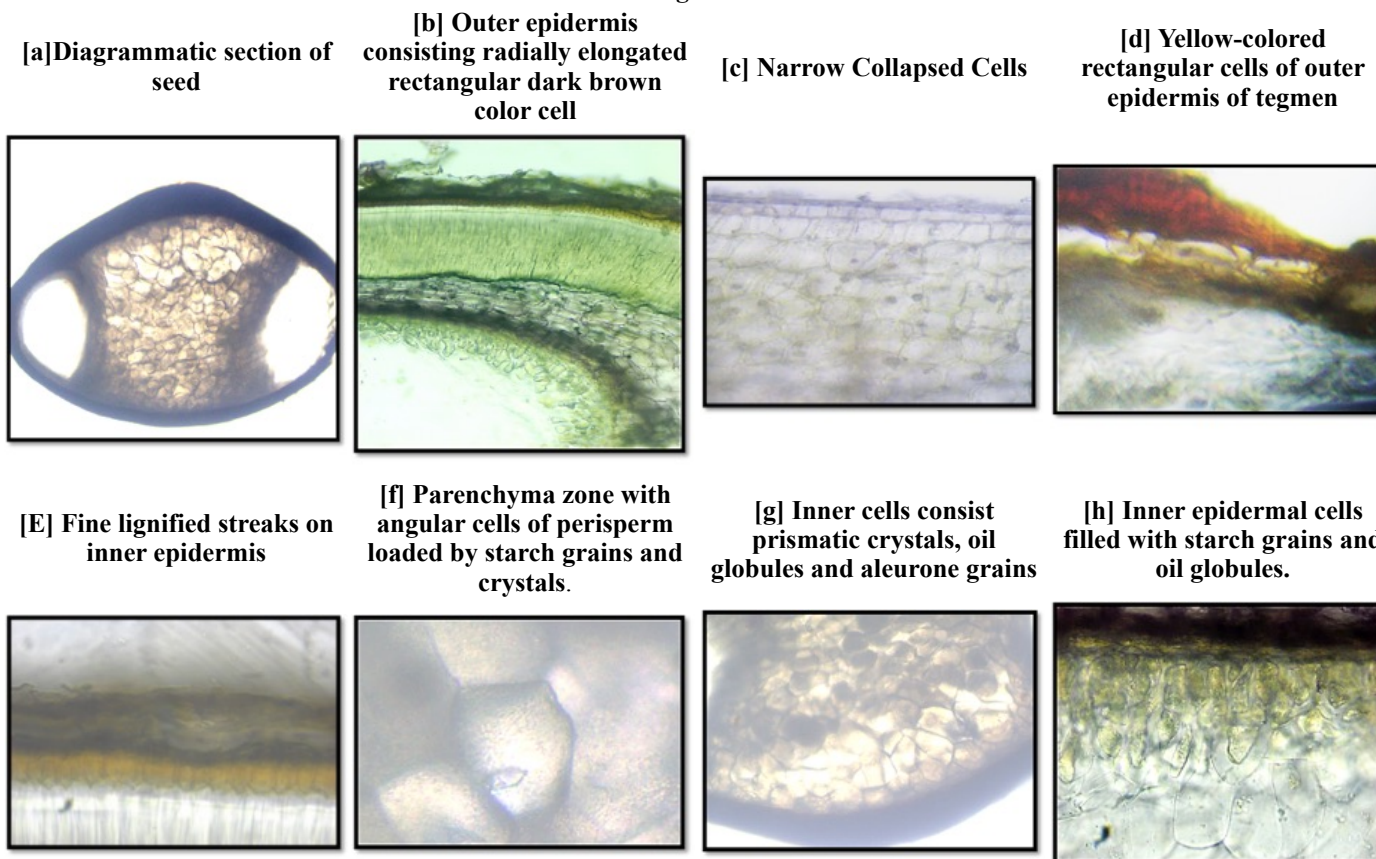 [a]Diagrammatic section of
seed
[b] Outer epidermis
consisting radially elongated
rectangular dark brown
color cell
[c] Narrow Collapsed Cells
[d] Yellow-colored
rectangular cells of outer
epidermis of tegmen
[E] Fine lignified streaks on
inner epidermis
[f] Parenchyma zone with
angular cells of perisperm
loaded by starch grains and
crystals.
[g] Inner cells consist
prismatic crystals, oil
globules and aleurone grains
[h] Inner epidermal cells
filled with starch grains and
oil globules.